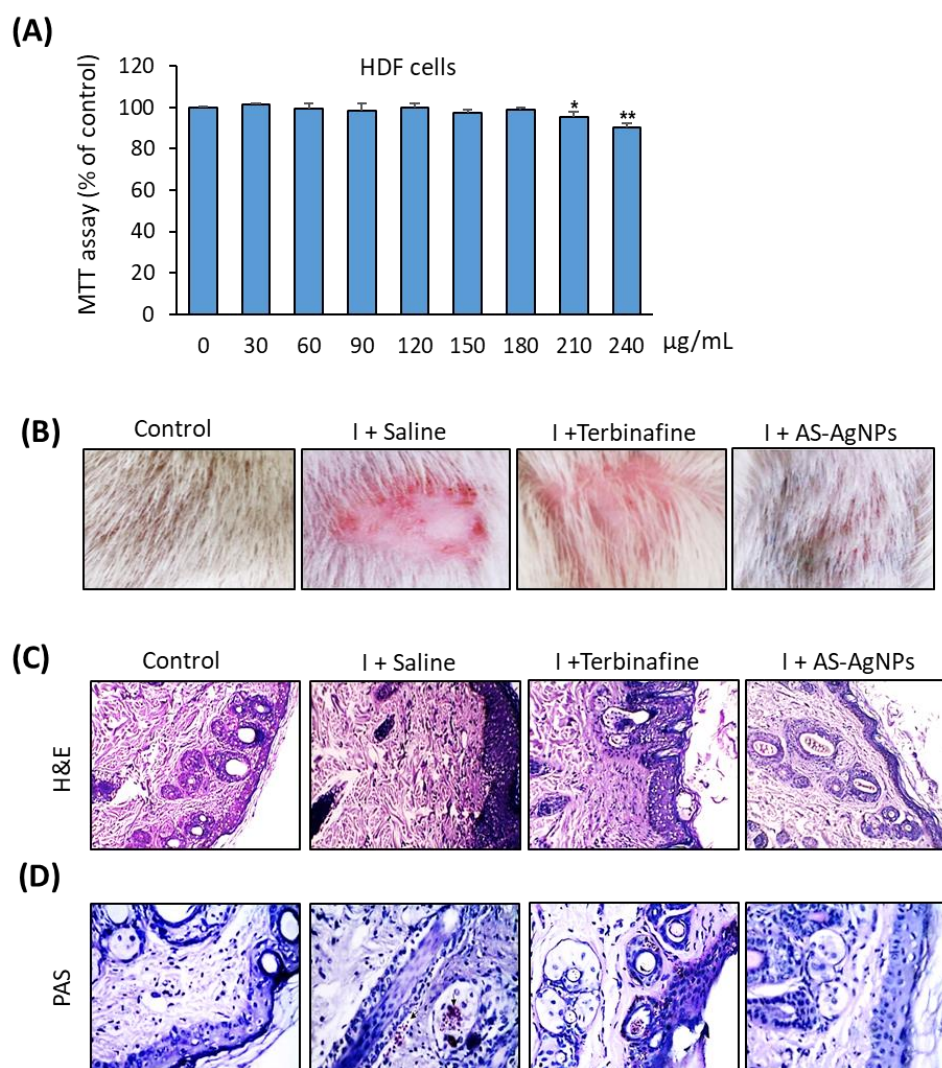 (A)
HDF cells
MTT assay (% of control)
120
100
80
60
40
20
0
*
**
0 30 60 90 120 150 180 210 240 µg/mL
(B)
Control I + Saline I +Terbinafine I + AS-AgNPs
(C)
Control I + Saline I +Terbinafine I + AS-AgNPs
H&E
(D)
PAS